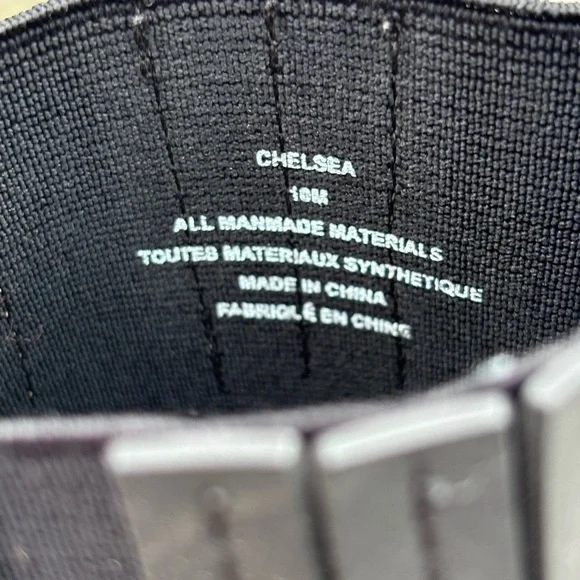 CHELSEA
10M
ALL MANMADE MATERIALS
TOUTES MATERIAUX SYNTHETIQUE
MADE IN CHINA
FABRIQUÉ EN CHINE